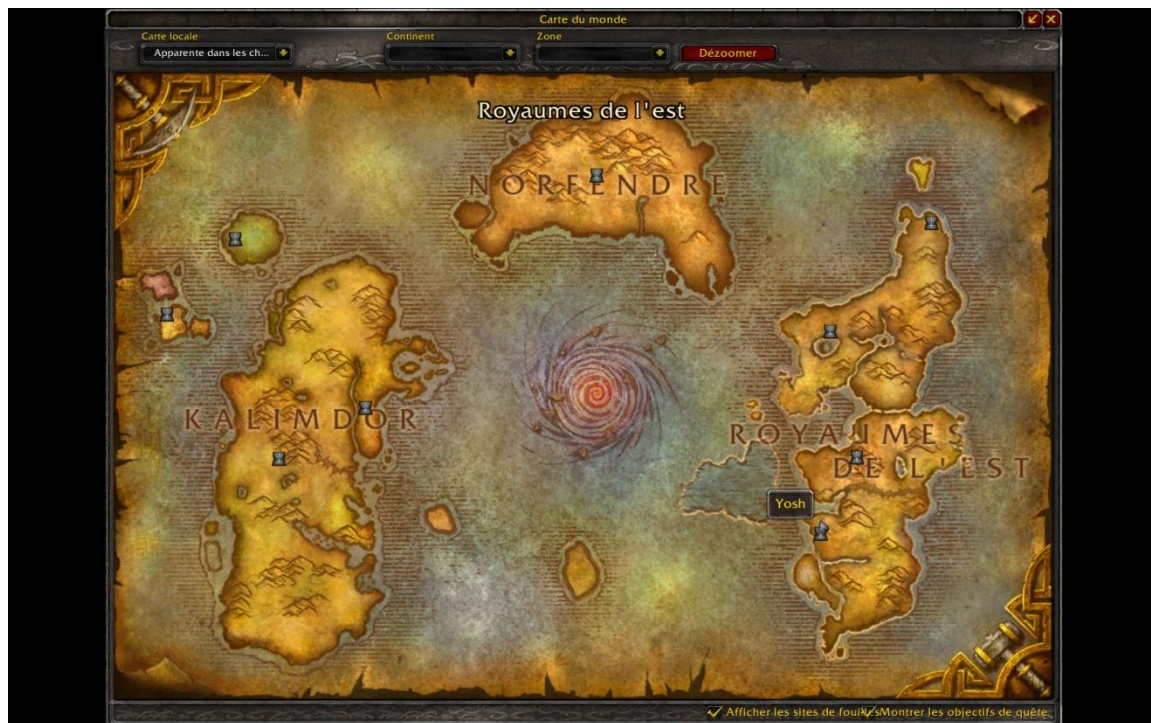 Carte du monde
Carte locale
Continent
Zone
Apparente dans les ch...
Dézoomer
Royaumes de l'est
NORFENDRE
KALIMDOR
ROYAUMES
DE L'EST
Yosh
Afficher les sites de fouilles
Montrer les objectifs de quête